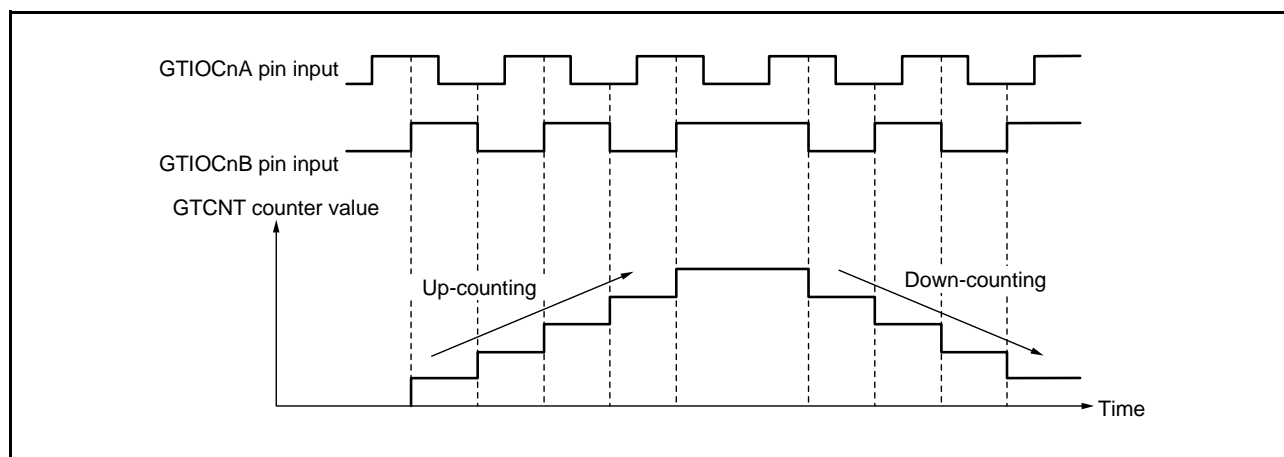 GTIOCnA pin input
GTIOCnB pin input
GTCNT counter value
Up-counting
Down-counting
Time